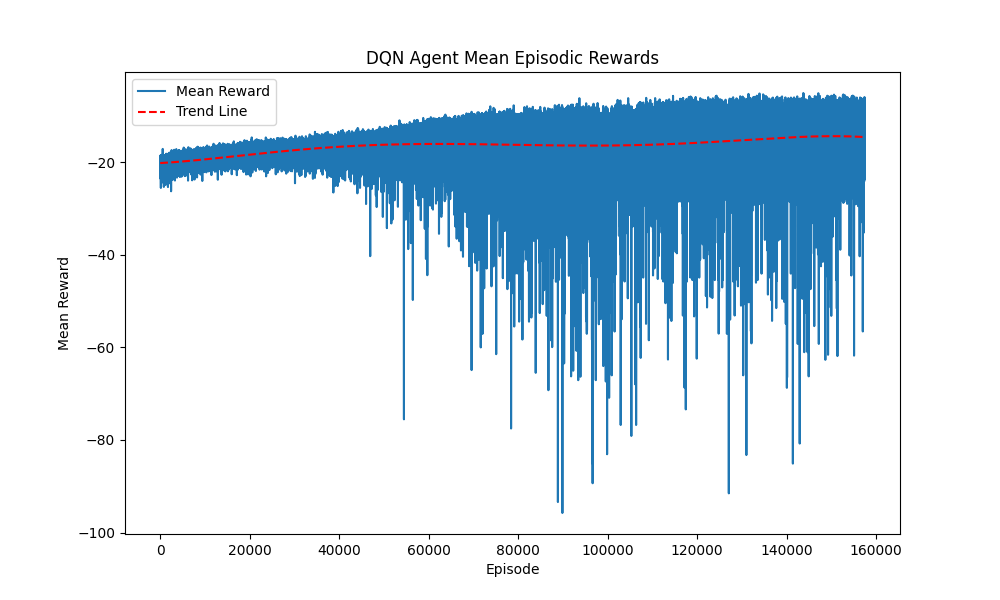 DQN Agent Mean Episodic Rewards
Mean Reward
Trend Line
−20
−40
−60
−80
−100
Mean Reward
0 20000 40000 60000 80000 100000 120000 140000 160000
Episode